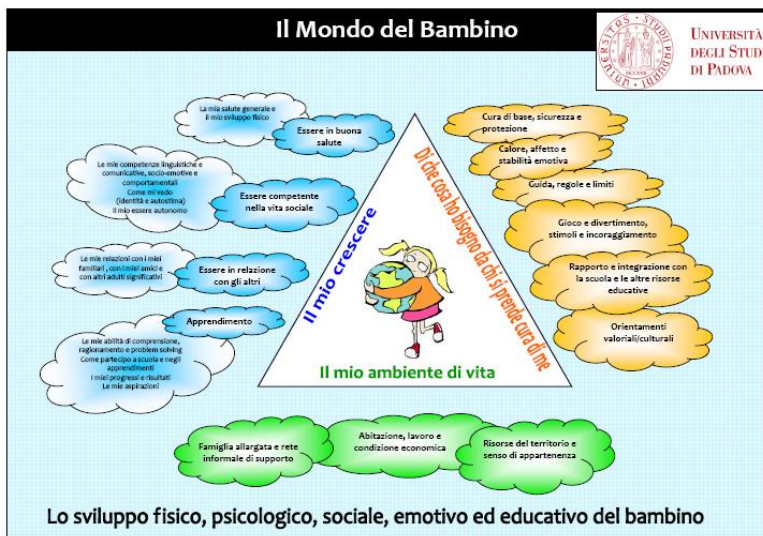 Il Mondo del Bambino
UNIVERSITÀ
DEGLI STUDI
DI PADOVA
La mia salute generale e
il mio sviluppo fisico
Essere in buona
salute
Le mie competenze linguistiche e
comunicative, socio-emotive e
comportamentali
Come mi vedo
(identità e autostima)
Il mio essere autonomo
Essere competente
nella vita sociale
Le mie relazioni con i miei
familiari , con i miei amici e
con altri adulti significativi
Essere in relazione
con gli altri
Apprendimento
Le mie abilità di comprensione,
ragionamento e problem solving
Come partecipo a scuola e negli
apprendimenti
I miei progressi e risultati
Le mie aspirazioni
Il mio crescere
Di che cosa ho bisogno da chi si prende cura di me
Il mio ambiente di vita
Cura di base, sicurezza e
protezione
Calore, affetto e
stabilità emotiva
Guida, regole e limiti
Gioco e divertimento,
stimoli e incoraggiamento
Rapporto e integrazione con
la scuola e le altre risorse
educative
Orientamenti
valoriali/culturali
Famiglia allargata e rete
informale di supporto
Abitazione, lavoro e
condizione economica
Risorse del territorio e
senso di appartenenza
Lo sviluppo fisico, psicologico, sociale, emotivo ed educativo del bambino